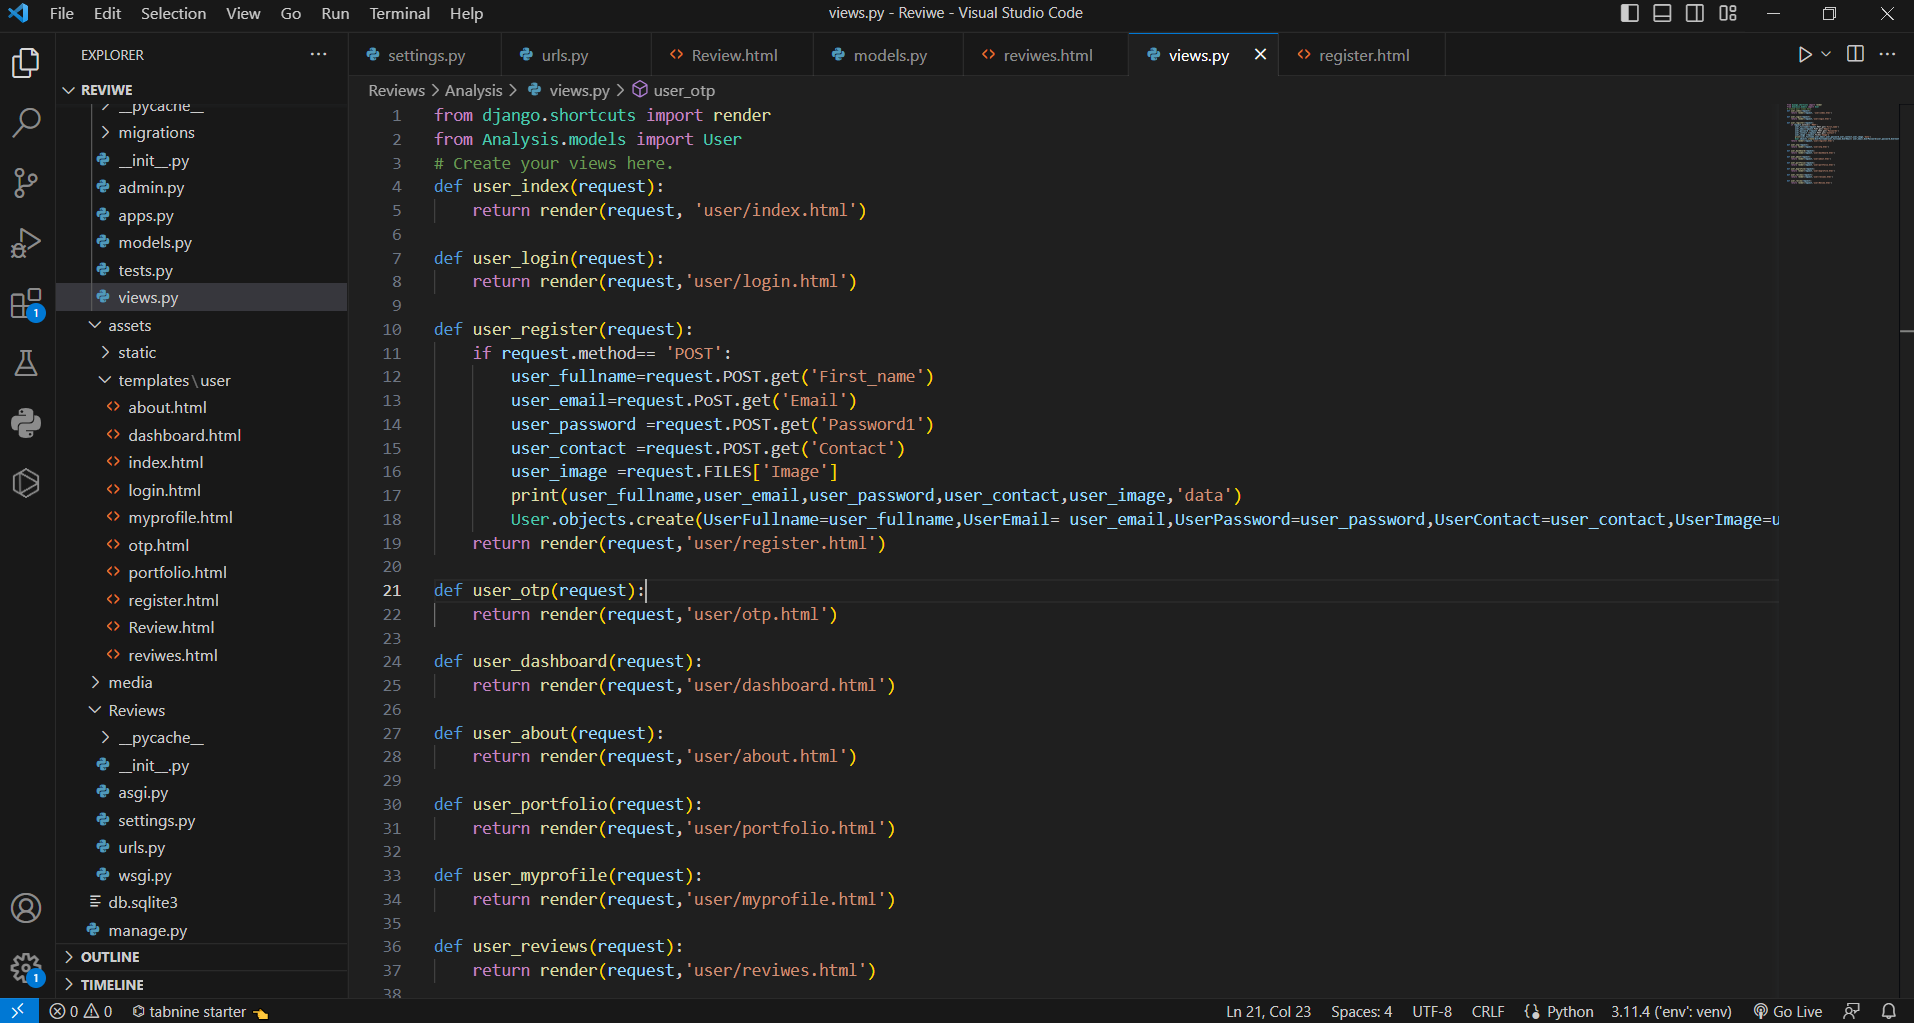 File Edit Selection View Go Run Terminal Help
views.py - Reviwe - Visual Studio Code
EXPLORER
REVIWE
__pycache__
migrations
__init__.py
admin.py
apps.py
models.py
tests.py
views.py
assets
static
templates\user
about.html
dashboard.html
index.html
login.html
myprofile.html
otp.html
portfolio.html
register.html
Review.html
reviwes.html
media
Reviews
__pycache__
__init__.py
asgi.py
settings.py
urls.py
wsgi.py
db.sqlite3
manage.py
OUTLINE
TIMELINE
1
1
settings.py urls.py Review.html models.py reviwes.html views.py register.html
Reviews > Analysis > views.py > user_otp
1 from django.shortcuts import render
2 from Analysis.models import User
3 # Create your views here.
4 def user_index(request):
5     return render(request, 'user/index.html')
6
7 def user_login(request):
8     return render(request,'user/login.html')
9
10 def user_register(request):
11     if request.method== 'POST':
12         user_fullname=request.POST.get('First_name')
13         user_email=request.PoST.get('Email')
14         user_password =request.POST.get('Password1')
15         user_contact =request.POST.get('Contact')
16         user_image =request.FILES['Image']
17         print(user_fullname,user_email,user_password,user_contact,user_image,'data')
18         User.objects.create(UserFullname=user_fullname,UserEmail= user_email,UserPassword=user_password,UserContact=user_contact,UserImage=u
19     return render(request,'user/register.html')
20
21 def user_otp(request):
22     return render(request,'user/otp.html')
23
24 def user_dashboard(request):
25     return render(request,'user/dashboard.html')
26
27 def user_about(request):
28     return render(request,'user/about.html')
29
30 def user_portfolio(request):
31     return render(request,'user/portfolio.html')
32
33 def user_myprofile(request):
34     return render(request,'user/myprofile.html')
35
36 def user_reviews(request):
37     return render(request,'user/reviwes.html')
38
0 0 tabnine starter Ln 21, Col 23 Spaces: 4 UTF-8 CRLF Python 3.11.4 ('env': venv) Go Live